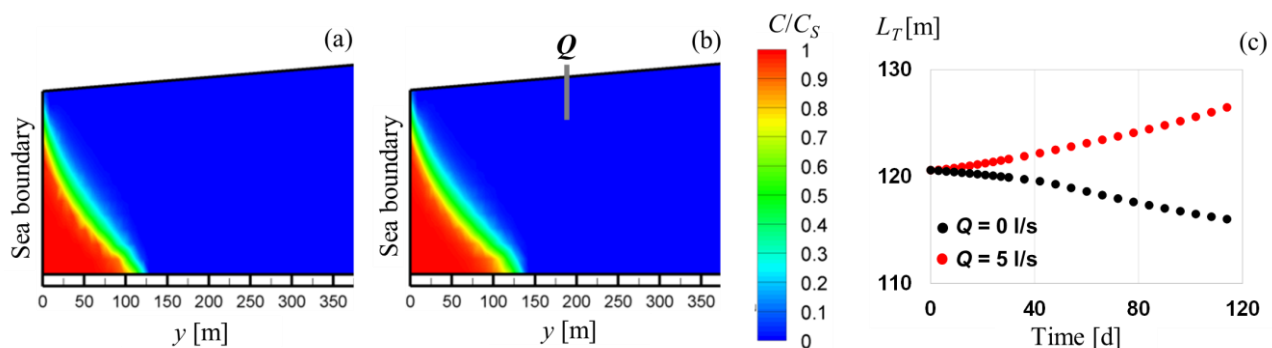 (a)
Sea boundary
0 50 100 150 200 250 300 350
y [m]
Q
(b)
Sea boundary
0 50 100 150 200 250 300 350
y [m]
C/C_S
1
0.9
0.8
0.7
0.6
0.5
0.4
0.3
0.2
0.1
0
L_T [m]
(c)
130
120
110
Q = 0 l/s
Q = 5 l/s
0 40 80 120
Time [d]